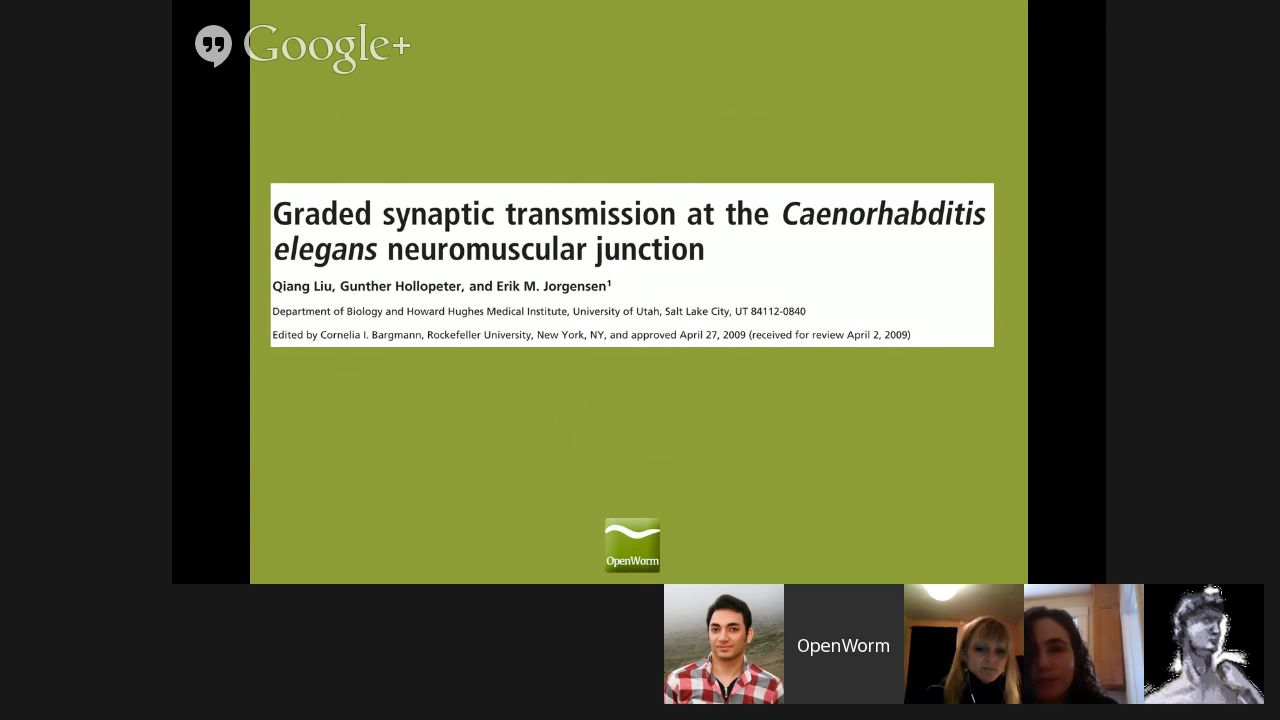 Google+
Graded synaptic transmission at the Caenorhabditis
elegans neuromuscular junction
Qiang Liu, Gunther Hollopeter, and Erik M. Jorgensen¹
Department of Biology and Howard Hughes Medical Institute, University of Utah, Salt Lake City, UT 84112-0840
Edited by Cornelia I. Bargmann, Rockefeller University, New York, NY, and approved April 27, 2009 (received for review April 2, 2009)
OpenWorm
OpenWorm